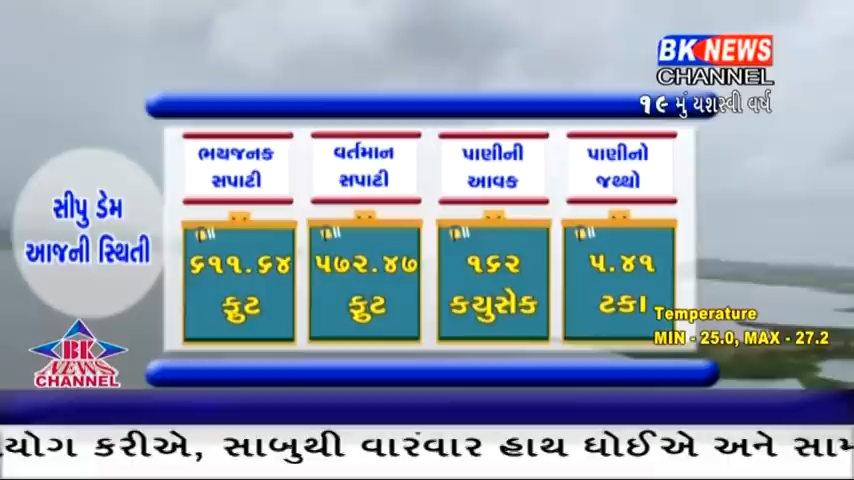 BK NEWS
CHANNEL
૧૯ મું યશસ્વી વર્ષ
સીપુ ડેમ
આજની સ્થિતી
ભયજનક
સપાટી
વર્તમાન
સપાટી
પાણીની
આવક
પાણીનો
જથ્થો
૬૧૧.૬૪
ફુટ
૫૭૨.૪૭
ફુટ
૧૬૨
કયુસેક
૫.૪૧
ટકા
Temperature
MIN - 25.0, MAX - 27.2
BK
NEWS
CHANNEL
કરીએ, સાબુથી વારંવાર હાથ ધોઈએ અને